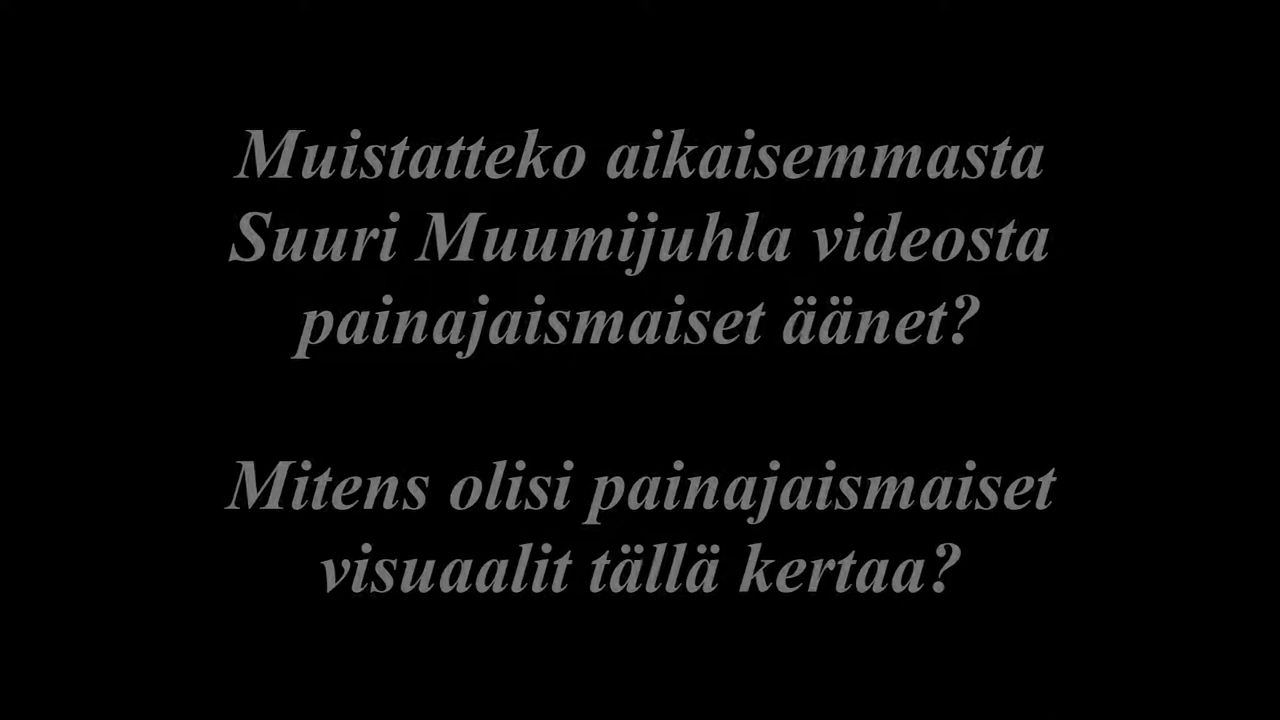 Muistatteko aikaisemmasta
Suuri Muumijuhla videosta
painajaismaiset äänet?
Mitens olisi painajaismaiset
visuaalit tällä kertaa?